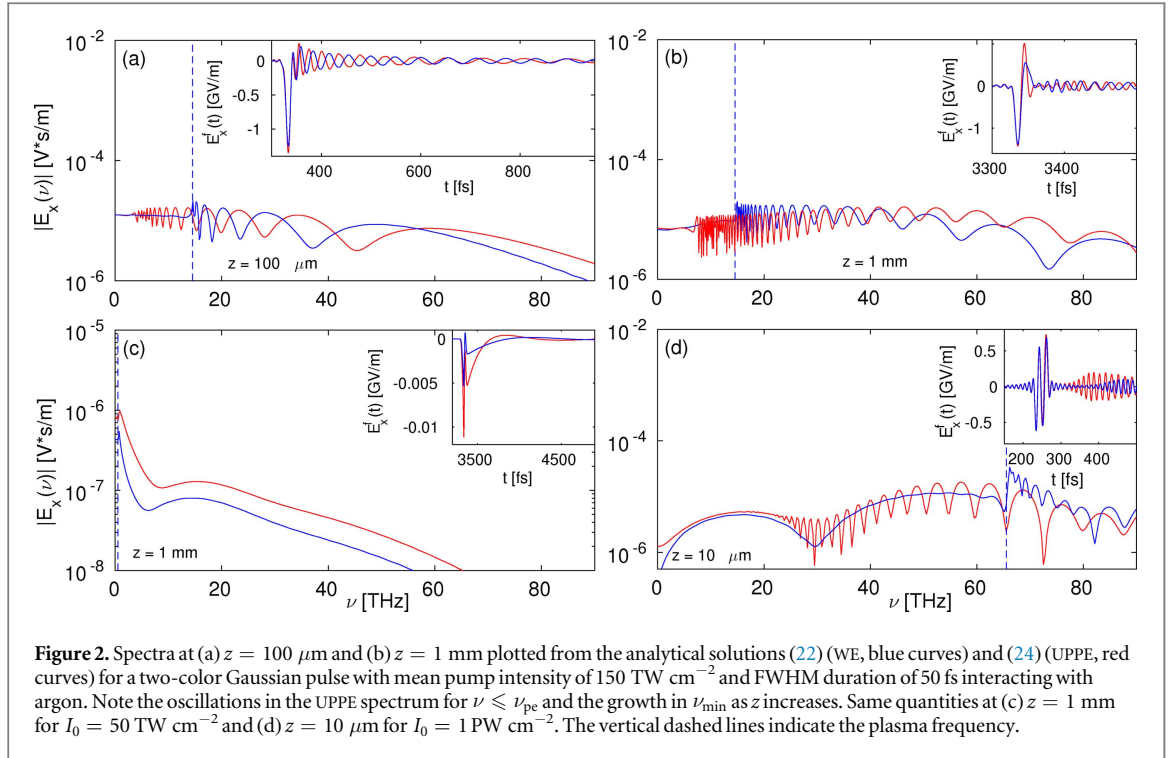 10^-2
(a)
E_x^f(t) [GV/m]
0
-0.5
-1
400 600 800
t [fs]
10^-4
|E_x(ν)| [V*s/m]
z = 100 μm
10^-6
0 20 40 60 80
10^-2
(b)
E_x^f(t) [GV/m]
0
-1
3300 3400
t [fs]
10^-4
z = 1 mm
10^-6
0 20 40 60 80
10^-5
(c)
E_x^f(t) [GV/m]
0
-0.005
-0.01
3500 4500
t [fs]
10^-6
|E_x(ν)| [V*s/m]
10^-7
z = 1 mm
10^-8
0 20 40 60 80
ν [THz]
10^-2
(d)
E_x^f(t) [GV/m]
0.5
0
-0.5
200 300 400
t [fs]
10^-4
10^-6
z = 10 μm
0 20 40 60 80
ν [THz]
Figure 2. Spectra at (a) z = 100 μm and (b) z = 1 mm plotted from the analytical solutions (22) (WE, blue curves) and (24) (UPPE, red
curves) for a two-color Gaussian pulse with mean pump intensity of 150 TW cm−2 and FWHM duration of 50 fs interacting with
argon. Note the oscillations in the UPPE spectrum for ν ⩽ ν_pe and the growth in ν_min as z increases. Same quantities at (c) z = 1 mm
for I_0 = 50 TW cm−2 and (d) z = 10 μm for I_0 = 1 PW cm−2. The vertical dashed lines indicate the plasma frequency.